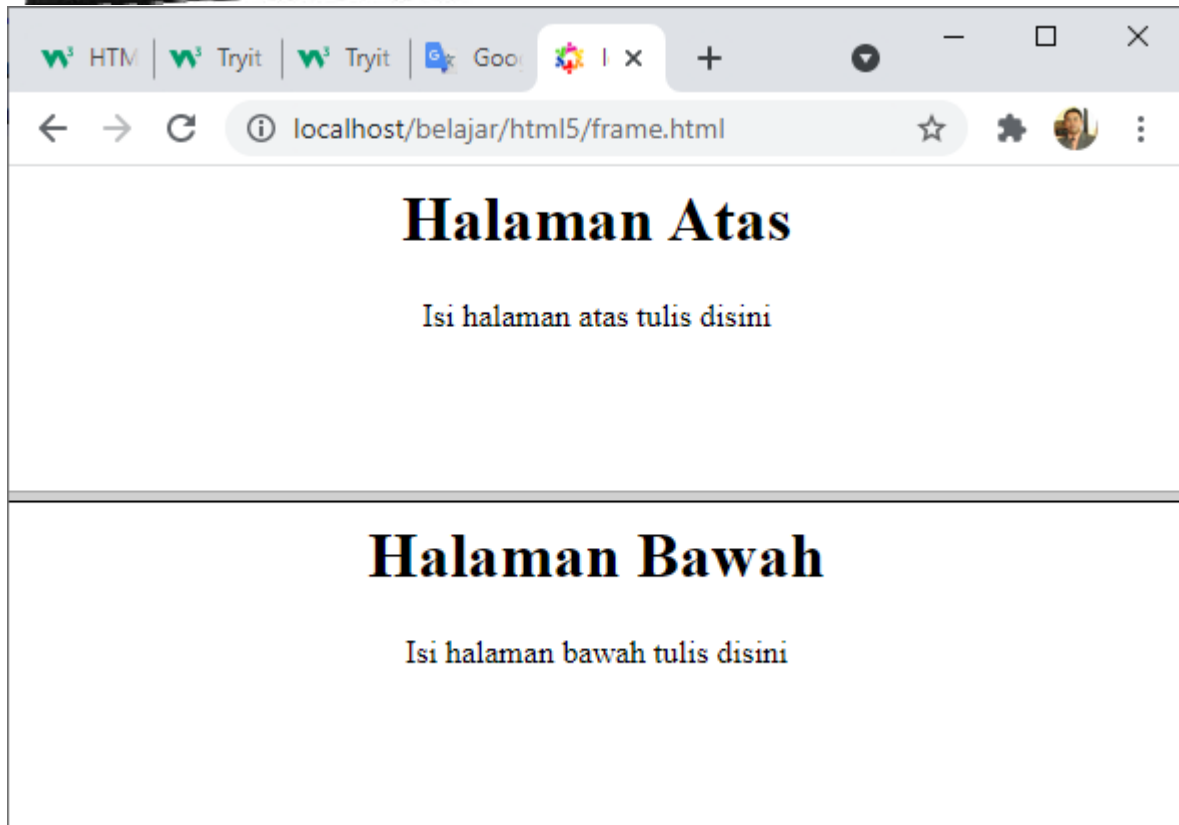 HTM Tryit Tryit Goo
localhost/belajar/html5/frame.html
Halaman Atas
Isi halaman atas tulis disini
Halaman Bawah
Isi halaman bawah tulis disini